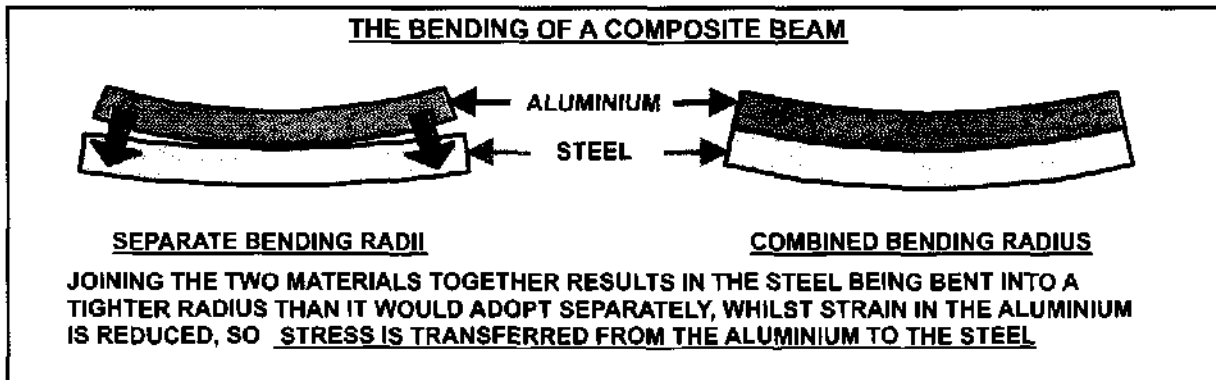 THE BENDING OF A COMPOSITE BEAM
ALUMINIUM
STEEL
SEPARATE BENDING RADII
COMBINED BENDING RADIUS
JOINING THE TWO MATERIALS TOGETHER RESULTS IN THE STEEL BEING BENT INTO A
TIGHTER RADIUS THAN IT WOULD ADOPT SEPARATELY, WHILST STRAIN IN THE ALUMINIUM
IS REDUCED, SO STRESS IS TRANSFERRED FROM THE ALUMINIUM TO THE STEEL